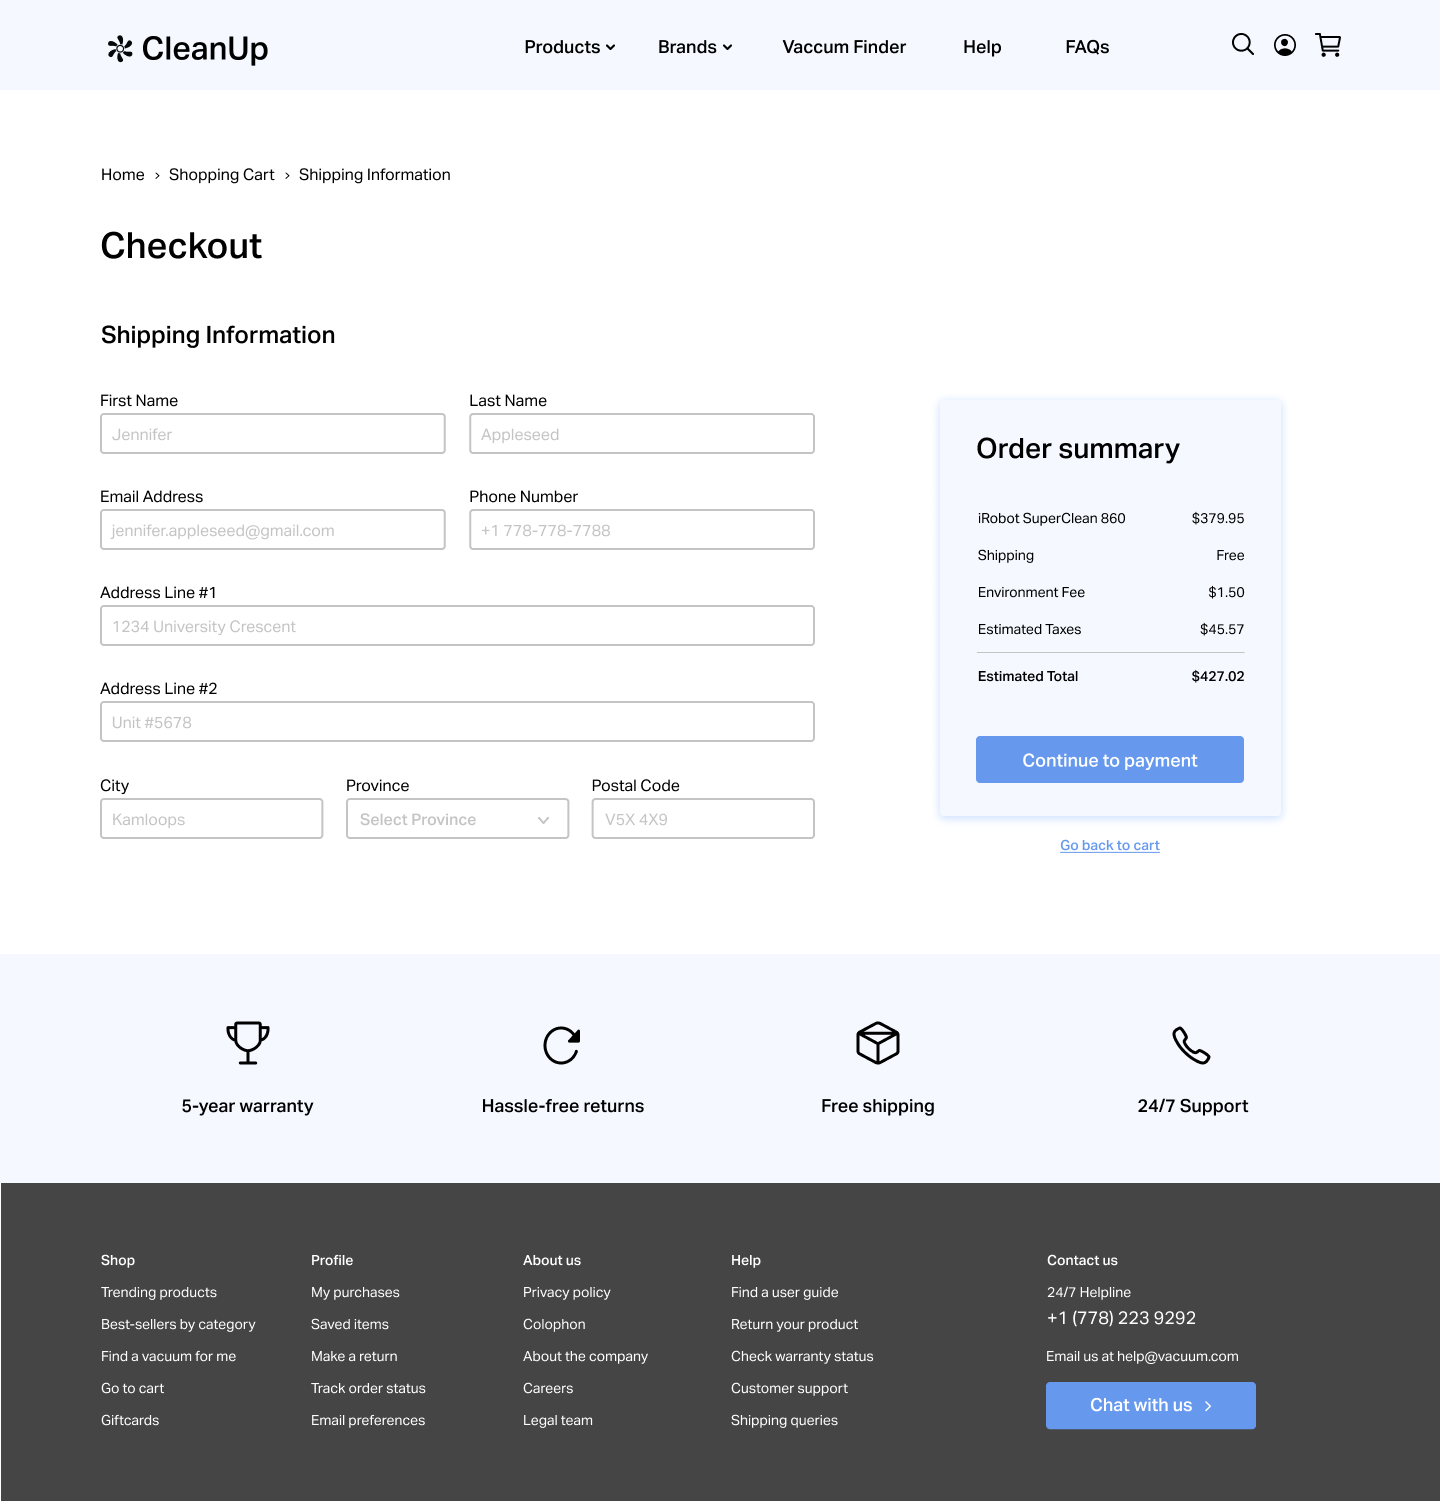 CleanUp
Products
Brands
Vaccum Finder
Help
FAQs
Home › Shopping Cart › Shipping Information
Checkout
Shipping Information
First Name
Jennifer
Last Name
Appleseed
Email Address
jennifer.appleseed@gmail.com
Phone Number
+1 778-778-7788
Address Line #1
1234 University Crescent
Address Line #2
Unit #5678
City
Kamloops
Province
Select Province
Postal Code
V5X 4X9
Order summary
iRobot SuperClean 860 $379.95
Shipping Free
Environment Fee $1.50
Estimated Taxes $45.57
Estimated Total $427.02
Continue to payment
Go back to cart
5-year warranty
Hassle-free returns
Free shipping
24/7 Support
Shop
Trending products
Best-sellers by category
Find a vacuum for me
Go to cart
Giftcards
Profile
My purchases
Saved items
Make a return
Track order status
Email preferences
About us
Privacy policy
Colophon
About the company
Careers
Legal team
Help
Find a user guide
Return your product
Check warranty status
Customer support
Shipping queries
Contact us
24/7 Helpline
+1 (778) 223 9292
Email us at help@vacuum.com
Chat with us ›